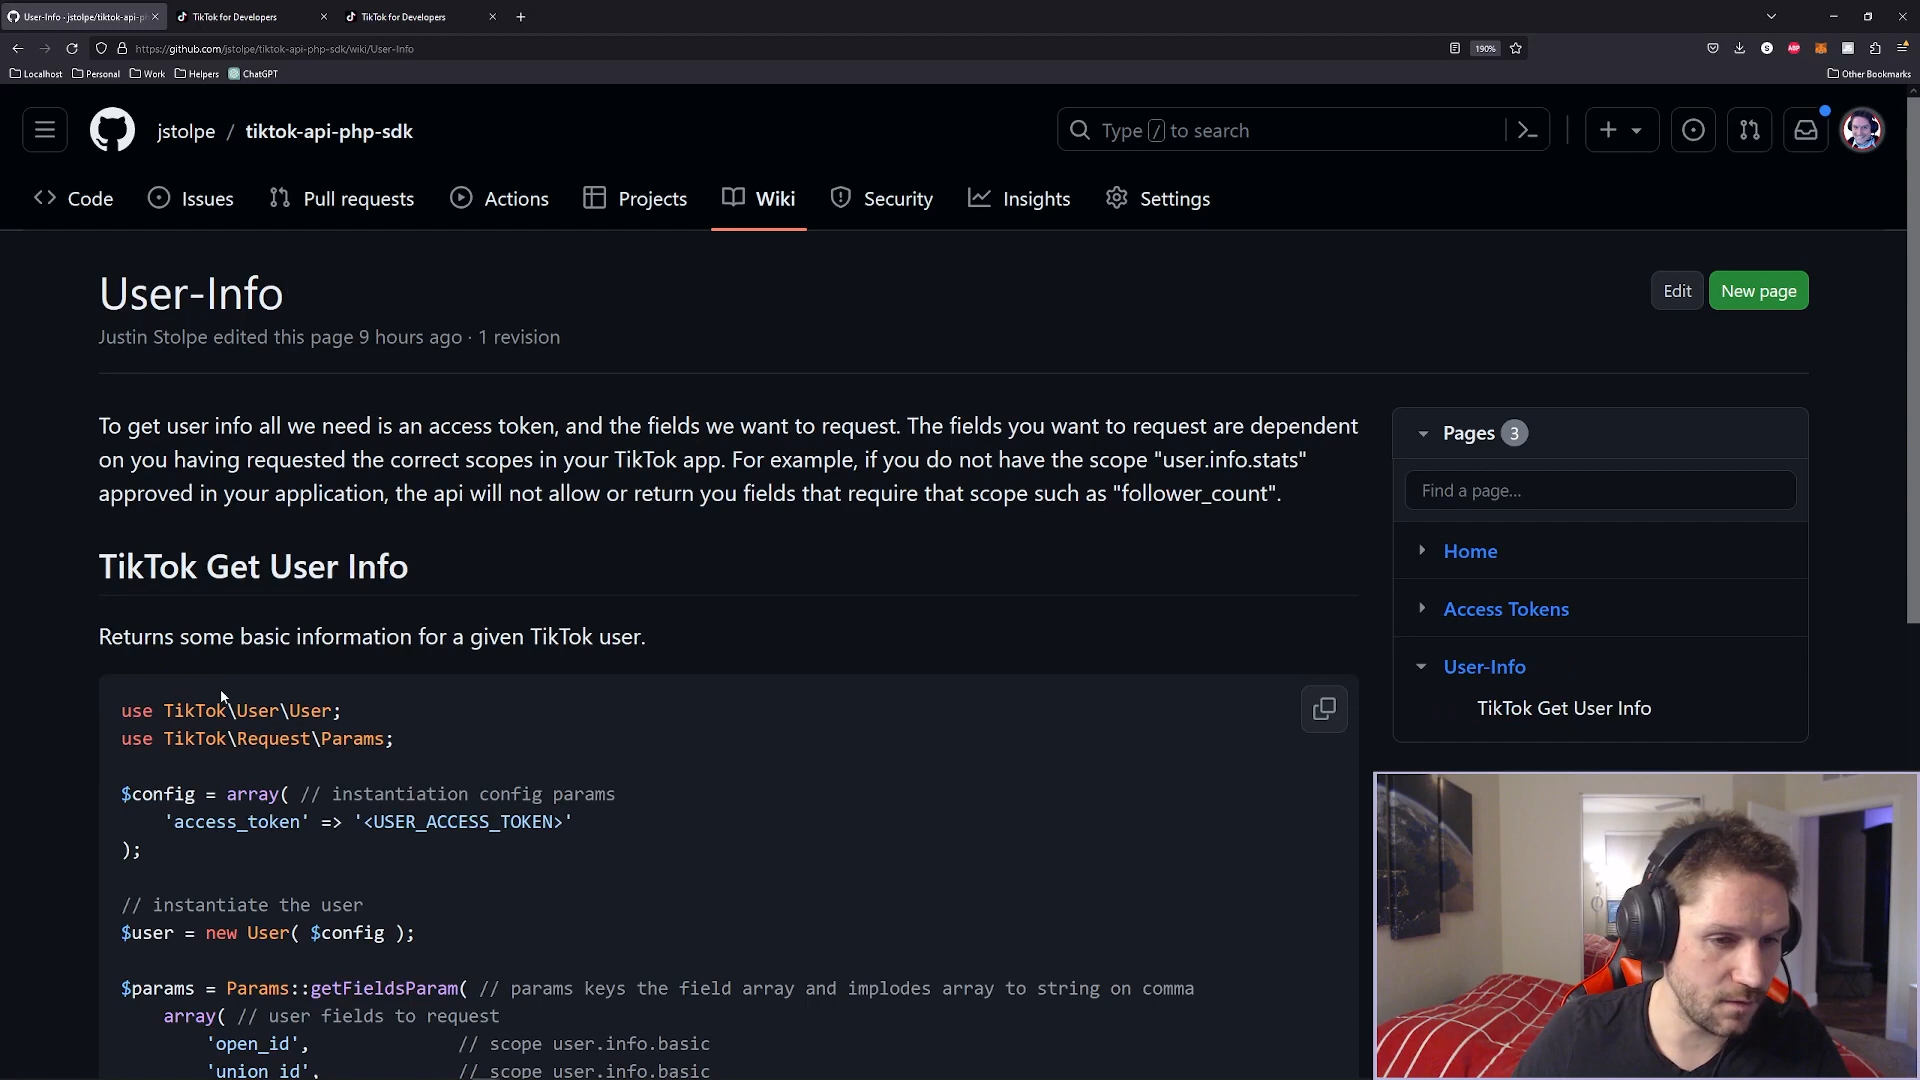 User-Info - jstolpe/tiktok-api-ph
TikTok for Developers
TikTok for Developers
https://github.com/jstolpe/tiktok-api-php-sdk/wiki/User-Info
190%
Localhost
Personal
Work
Helpers
ChatGPT
Other Bookmarks
jstolpe / tiktok-api-php-sdk
Type / to search
Code
Issues
Pull requests
Actions
Projects
Wiki
Security
Insights
Settings
User-Info
Edit
New page
Justin Stolpe edited this page 9 hours ago · 1 revision
To get user info all we need is an access token, and the fields we want to request. The fields you want to request are dependent
on you having requested the correct scopes in your TikTok app. For example, if you do not have the scope "user.info.stats"
approved in your application, the api will not allow or return you fields that require that scope such as "follower_count".
Pages 3
Find a page...
Home
Access Tokens
User-Info
TikTok Get User Info
TikTok Get User Info
Returns some basic information for a given TikTok user.
use TikTok\User\User;
use TikTok\Request\Params;
$config = array( // instantiation config params
'access_token' => '<USER_ACCESS_TOKEN>'
);
// instantiate the user
$user = new User( $config );
$params = Params::getFieldsParam( // params keys the field array and implodes array to string on comma
array( // user fields to request
'open_id', // scope user.info.basic
'union_id', // scope user.info.basic